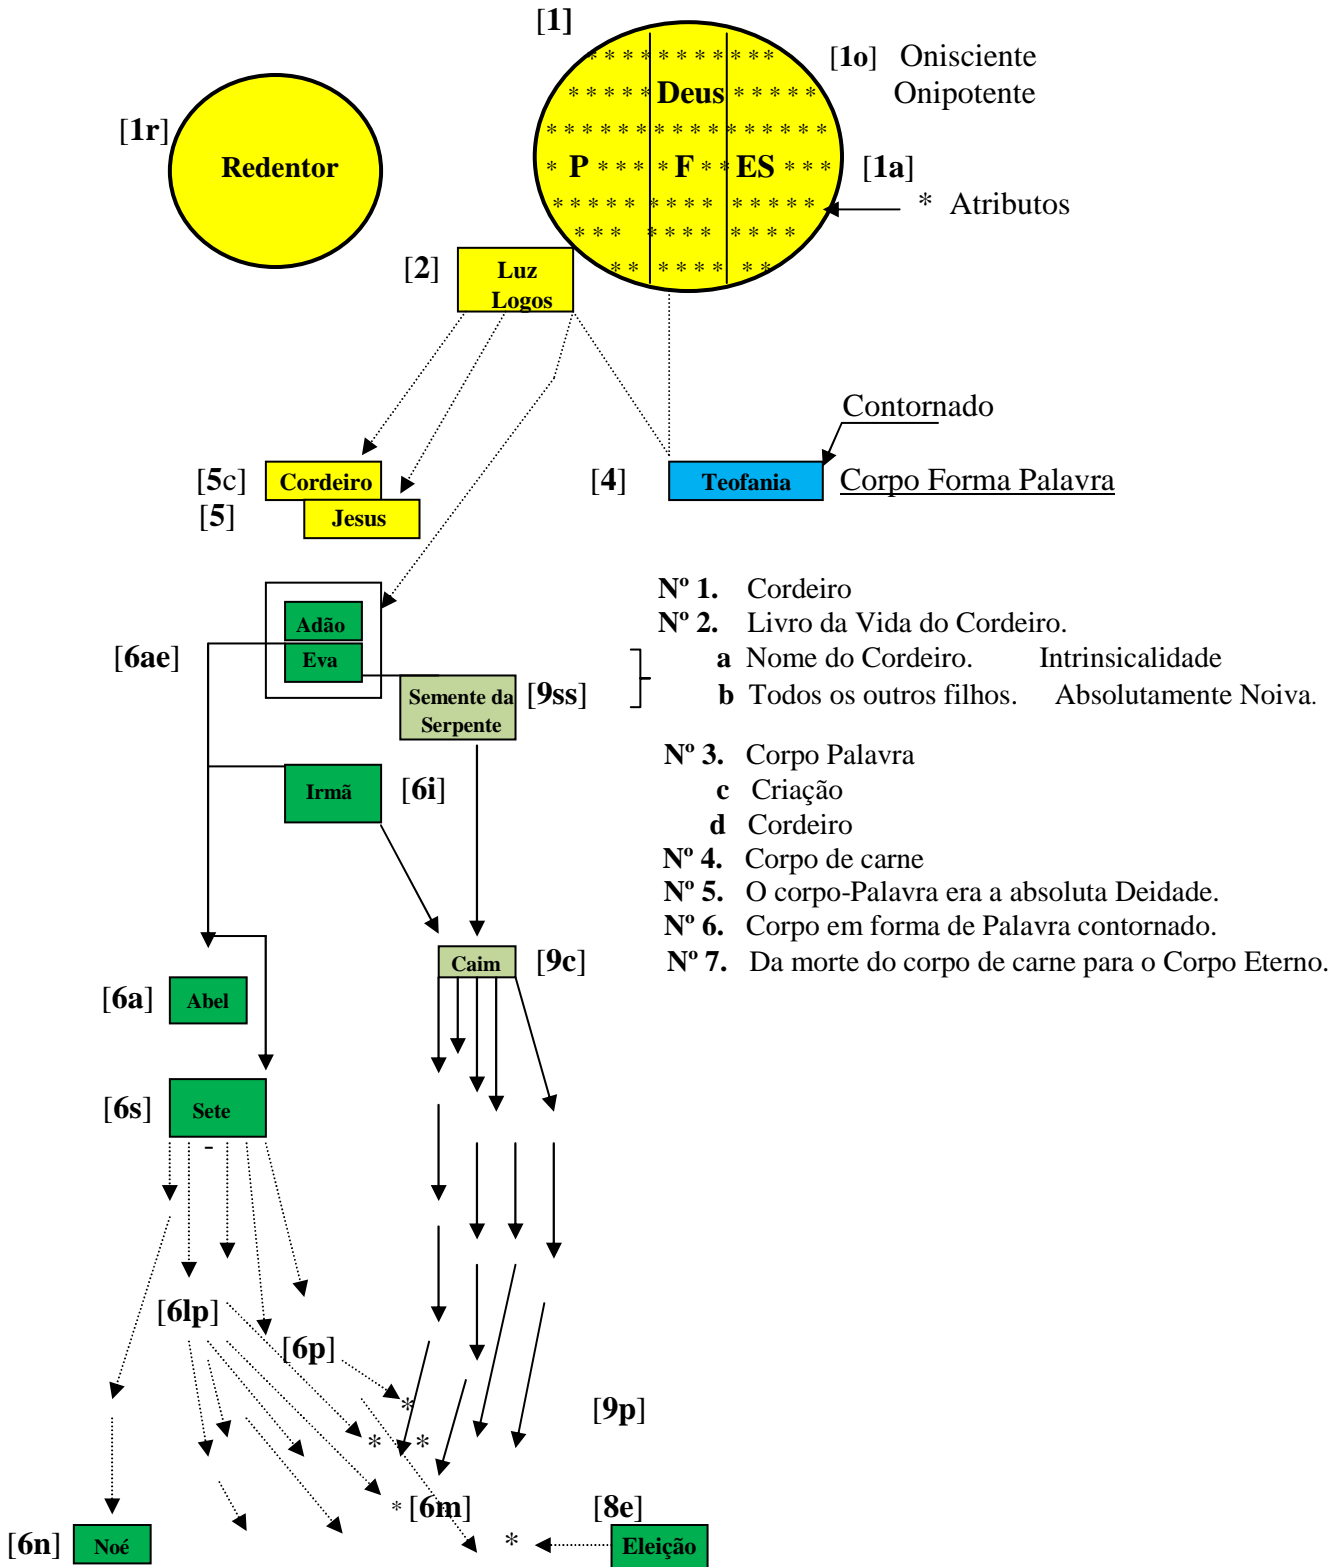 [1]
* * * * * * * * * * *
[1o] Onisciente
* * * * * Deus * * * * *
Onipotente
[1r]
* * * * * * * * * * * * * * * * *
Redentor
* P * * * * F * * ES * * *
[1a]
* * * * * * * * * * * * * *
* Atributos
* * * * * * * * * * *
[2]
Luz
Logos
* * * * * * * *
Contornado
[5c] Cordeiro
[4] Teofania Corpo Forma Palavra
[5] Jesus
Nº 1. Cordeiro
Adão
Nº 2. Livro da Vida do Cordeiro.
[6ae]
Eva
a Nome do Cordeiro. Intrinsicalidade
Semente da
Serpente
[9ss]
b Todos os outros filhos. Absolutamente Noiva.
Nº 3. Corpo Palavra
Irmã [6i]
c Criação
d Cordeiro
Nº 4. Corpo de carne
Nº 5. O corpo-Palavra era a absoluta Deidade.
Nº 6. Corpo em forma de Palavra contornado.
Caim [9c]
Nº 7. Da morte do corpo de carne para o Corpo Eterno.
[6a] Abel
[6s] Sete
-
[6lp]
[6p]
*
[9p]
* *
* [6m]
[8e]
[6n] Noé
* Eleição